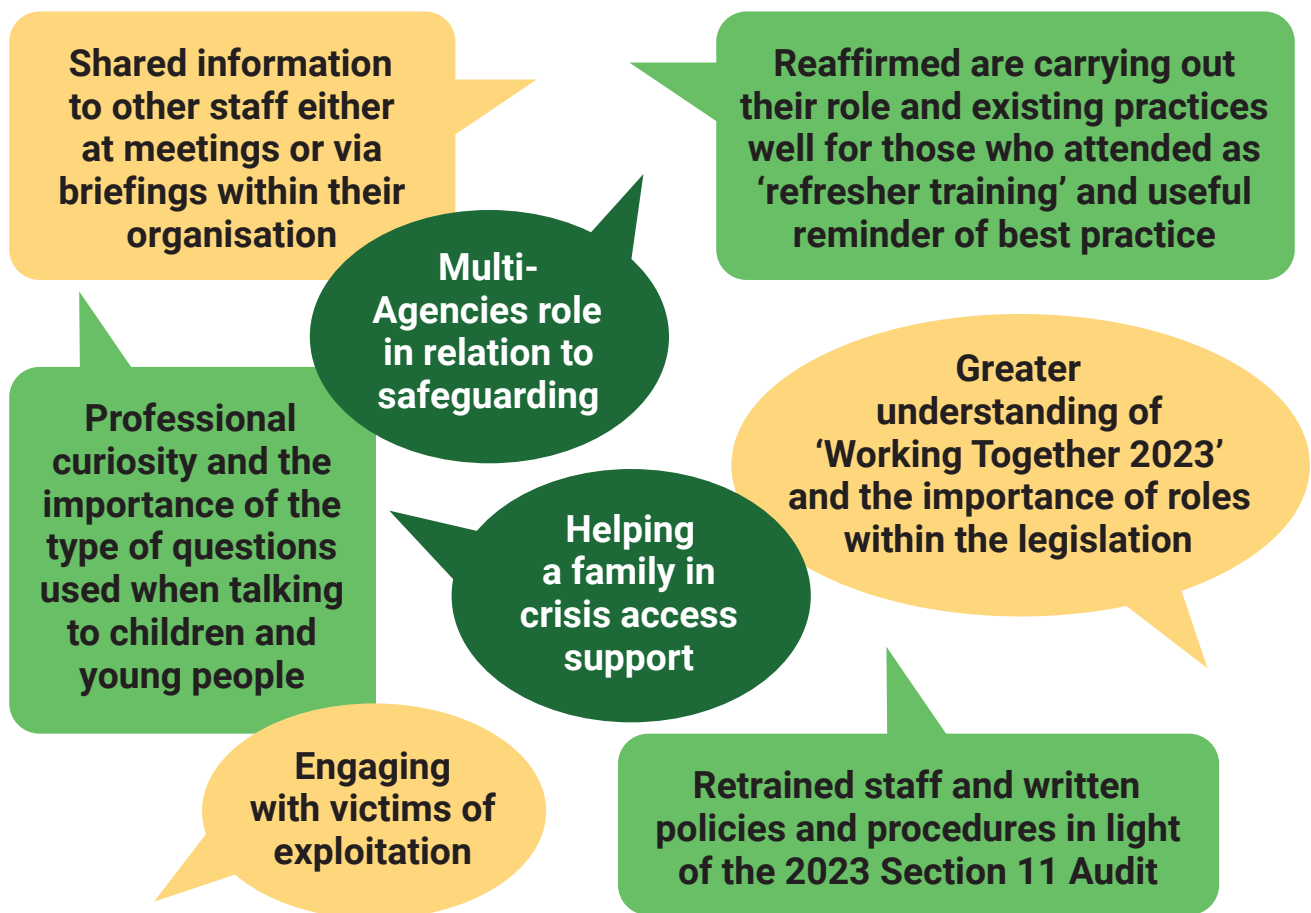 Shared information
to other staff either
at meetings or via
briefings within their
organisation
Reaffirmed are carrying out
their role and existing practices
well for those who attended as
‘refresher training’ and useful
reminder of best practice
Multi-
Agencies role
in relation to
safeguarding
Greater
understanding of
‘Working Together 2023’
and the importance of roles
within the legislation
Professional
curiosity and the
importance of the
type of questions
used when talking
to children and
young people
Helping
a family in
crisis access
support
Engaging
with victims of
exploitation
Retrained staff and written
policies and procedures in light
of the 2023 Section 11 Audit